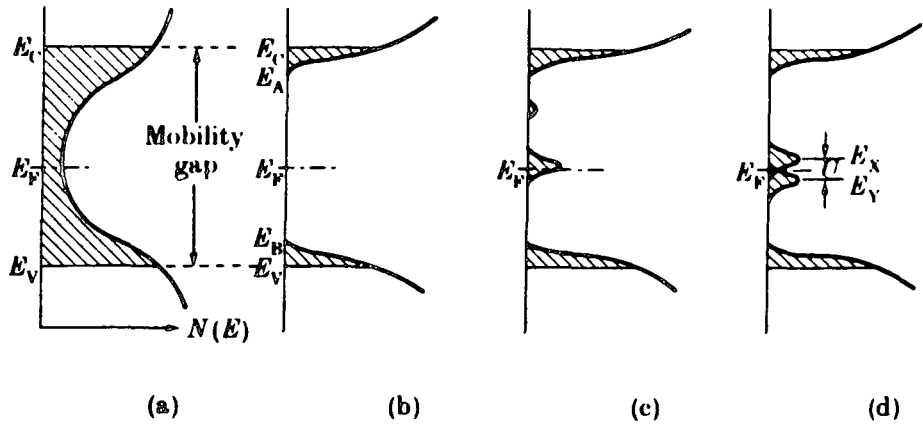 E_C
E_A
Mobility
gap
E_F
E_B
E_V
N(E)
E_C
E_F
E_V
E_F
E_F
E_X
E_Y
(a)
(b)
(c)
(d)